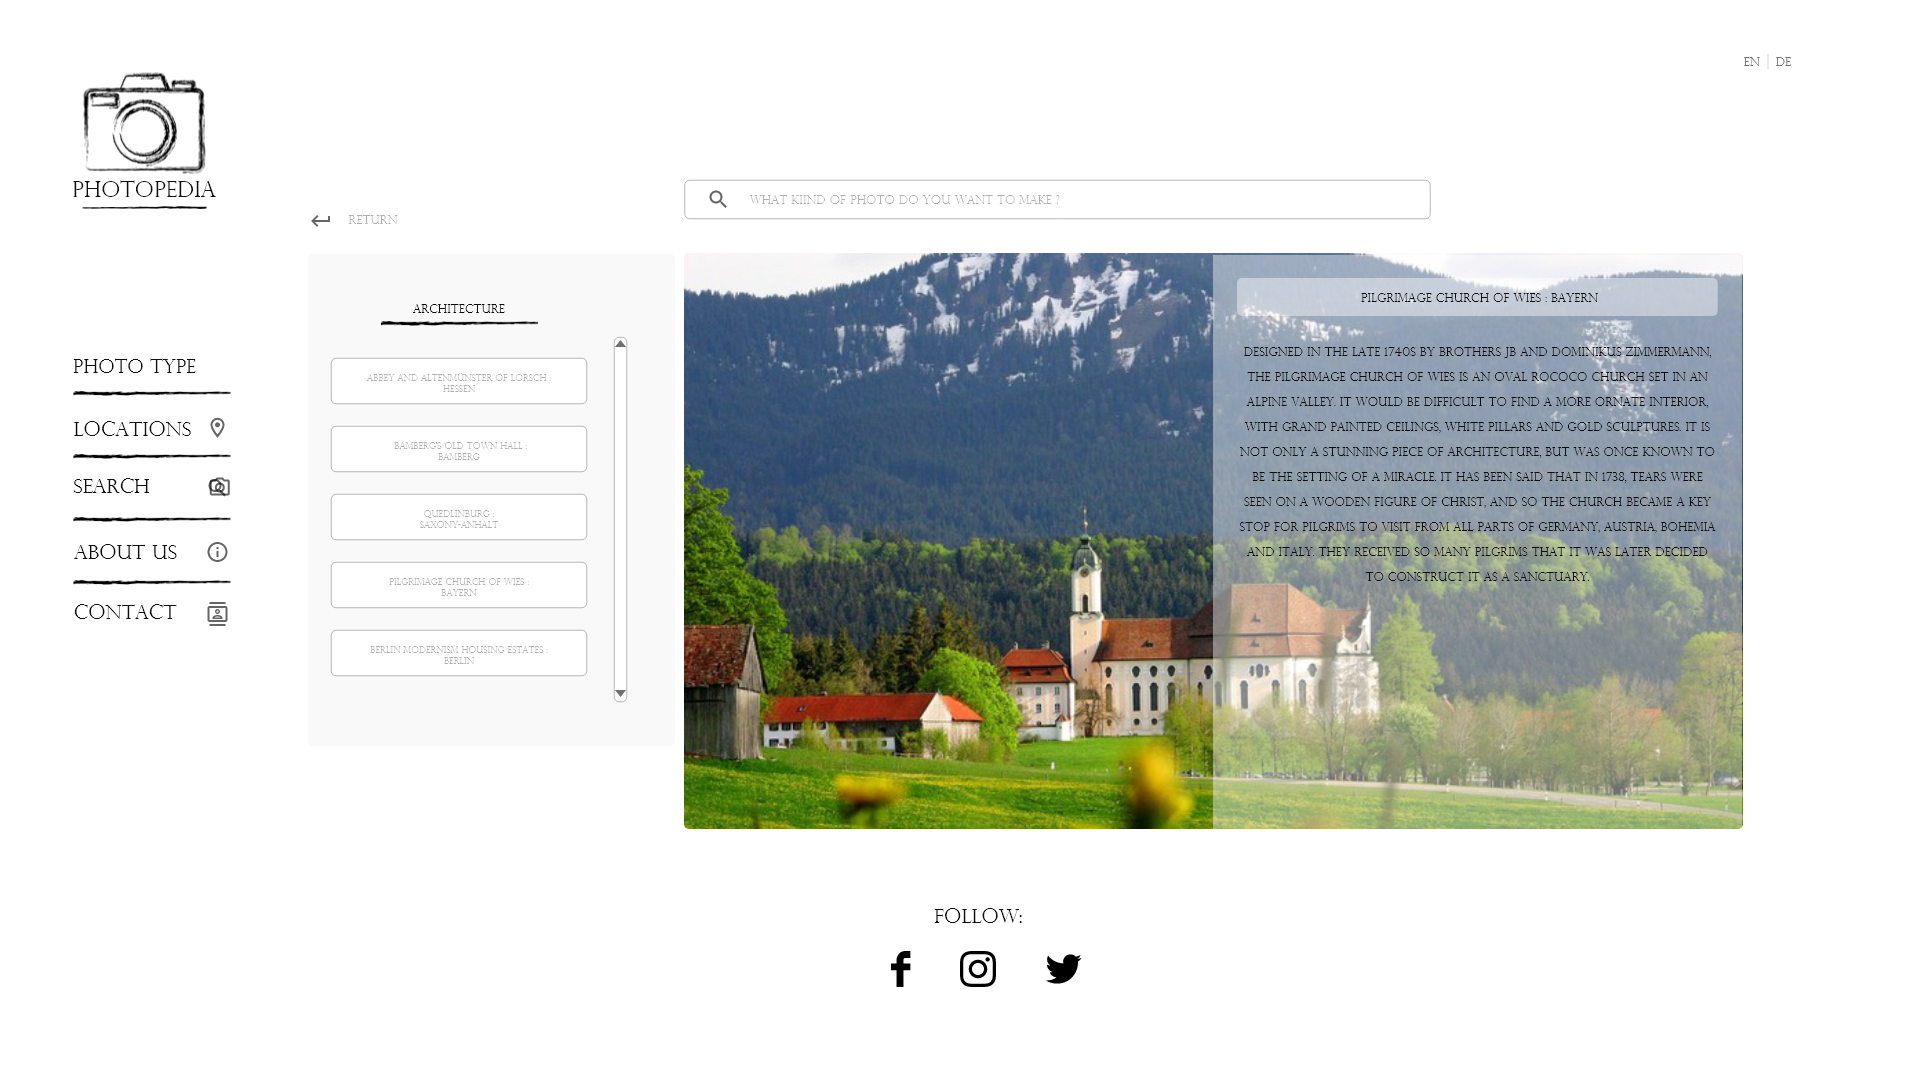 EN | DE
PHOTOPEDIA
WHAT KIIND OF PHOTO DO YOU WANT TO MAKE ?
RETURN
PHOTO TYPE
LOCATIONS
SEARCH
ABOUT US
CONTACT
ARCHITECTURE
ABBEY AND ALTENMÜNSTER OF LORSCH :
HESSEN
BAMBERG'S OLD TOWN HALL :
BAMBERG
QUEDLINBURG :
SAXONY-ANHALT
PILGRIMAGE CHURCH OF WIES :
BAYERN
BERLIN MODERNISM HOUSING ESTATES :
BERLIN
PILGRIMAGE CHURCH OF WIES : BAYERN
DESIGNED IN THE LATE 1740S BY BROTHERS JB AND DOMINIKUS ZIMMERMANN,
THE PILGRIMAGE CHURCH OF WIES IS AN OVAL ROCOCO CHURCH SET IN AN
ALPINE VALLEY. IT WOULD BE DIFFICULT TO FIND A MORE ORNATE INTERIOR,
WITH GRAND PAINTED CEILINGS, WHITE PILLARS AND GOLD SCULPTURES. IT IS
NOT ONLY A STUNNING PIECE OF ARCHITECTURE, BUT WAS ONCE KNOWN TO
BE THE SETTING OF A MIRACLE. IT HAS BEEN SAID THAT IN 1738, TEARS WERE
SEEN ON A WOODEN FIGURE OF CHRIST, AND SO THE CHURCH BECAME A KEY
STOP FOR PILGRIMS TO VISIT FROM ALL PARTS OF GERMANY, AUSTRIA, BOHEMIA
AND ITALY. THEY RECEIVED SO MANY PILGRIMS THAT IT WAS LATER DECIDED
TO CONSTRUCT IT AS A SANCTUARY.
FOLLOW: